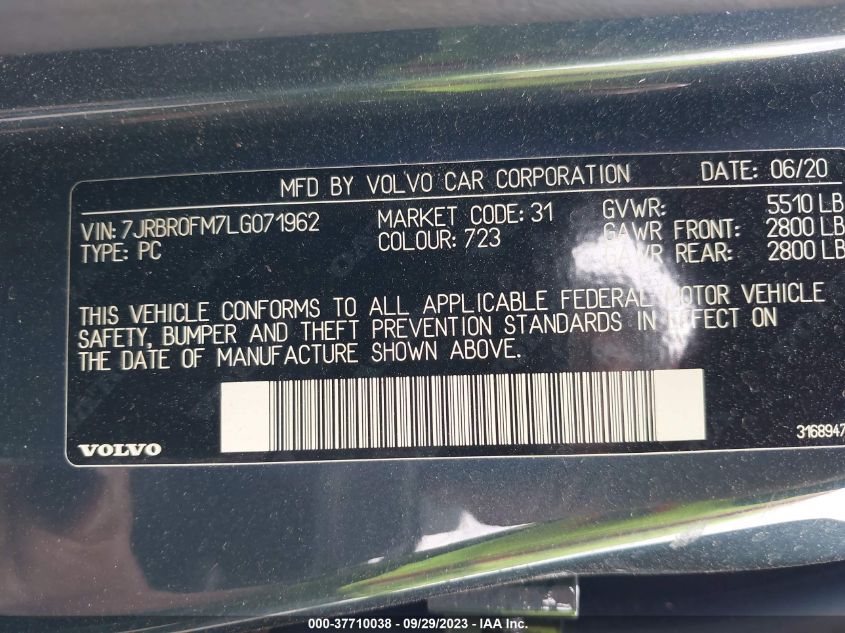 MFD BY VOLVO CAR CORPORATION DATE: 06/20
VIN: 7JRBR0FM7LG071962 MARKET CODE: 31 GVWR: 5510 LB
TYPE: PC COLOUR: 723 GAWR FRONT: 2800 LB
GAWR REAR: 2800 LB
THIS VEHICLE CONFORMS TO ALL APPLICABLE FEDERAL MOTOR VEHICLE
SAFETY, BUMPER AND THEFT PREVENTION STANDARDS IN EFFECT ON
THE DATE OF MANUFACTURE SHOWN ABOVE.
VOLVO 3168947
000-37710038 - 09/29/2023 - IAA Inc.